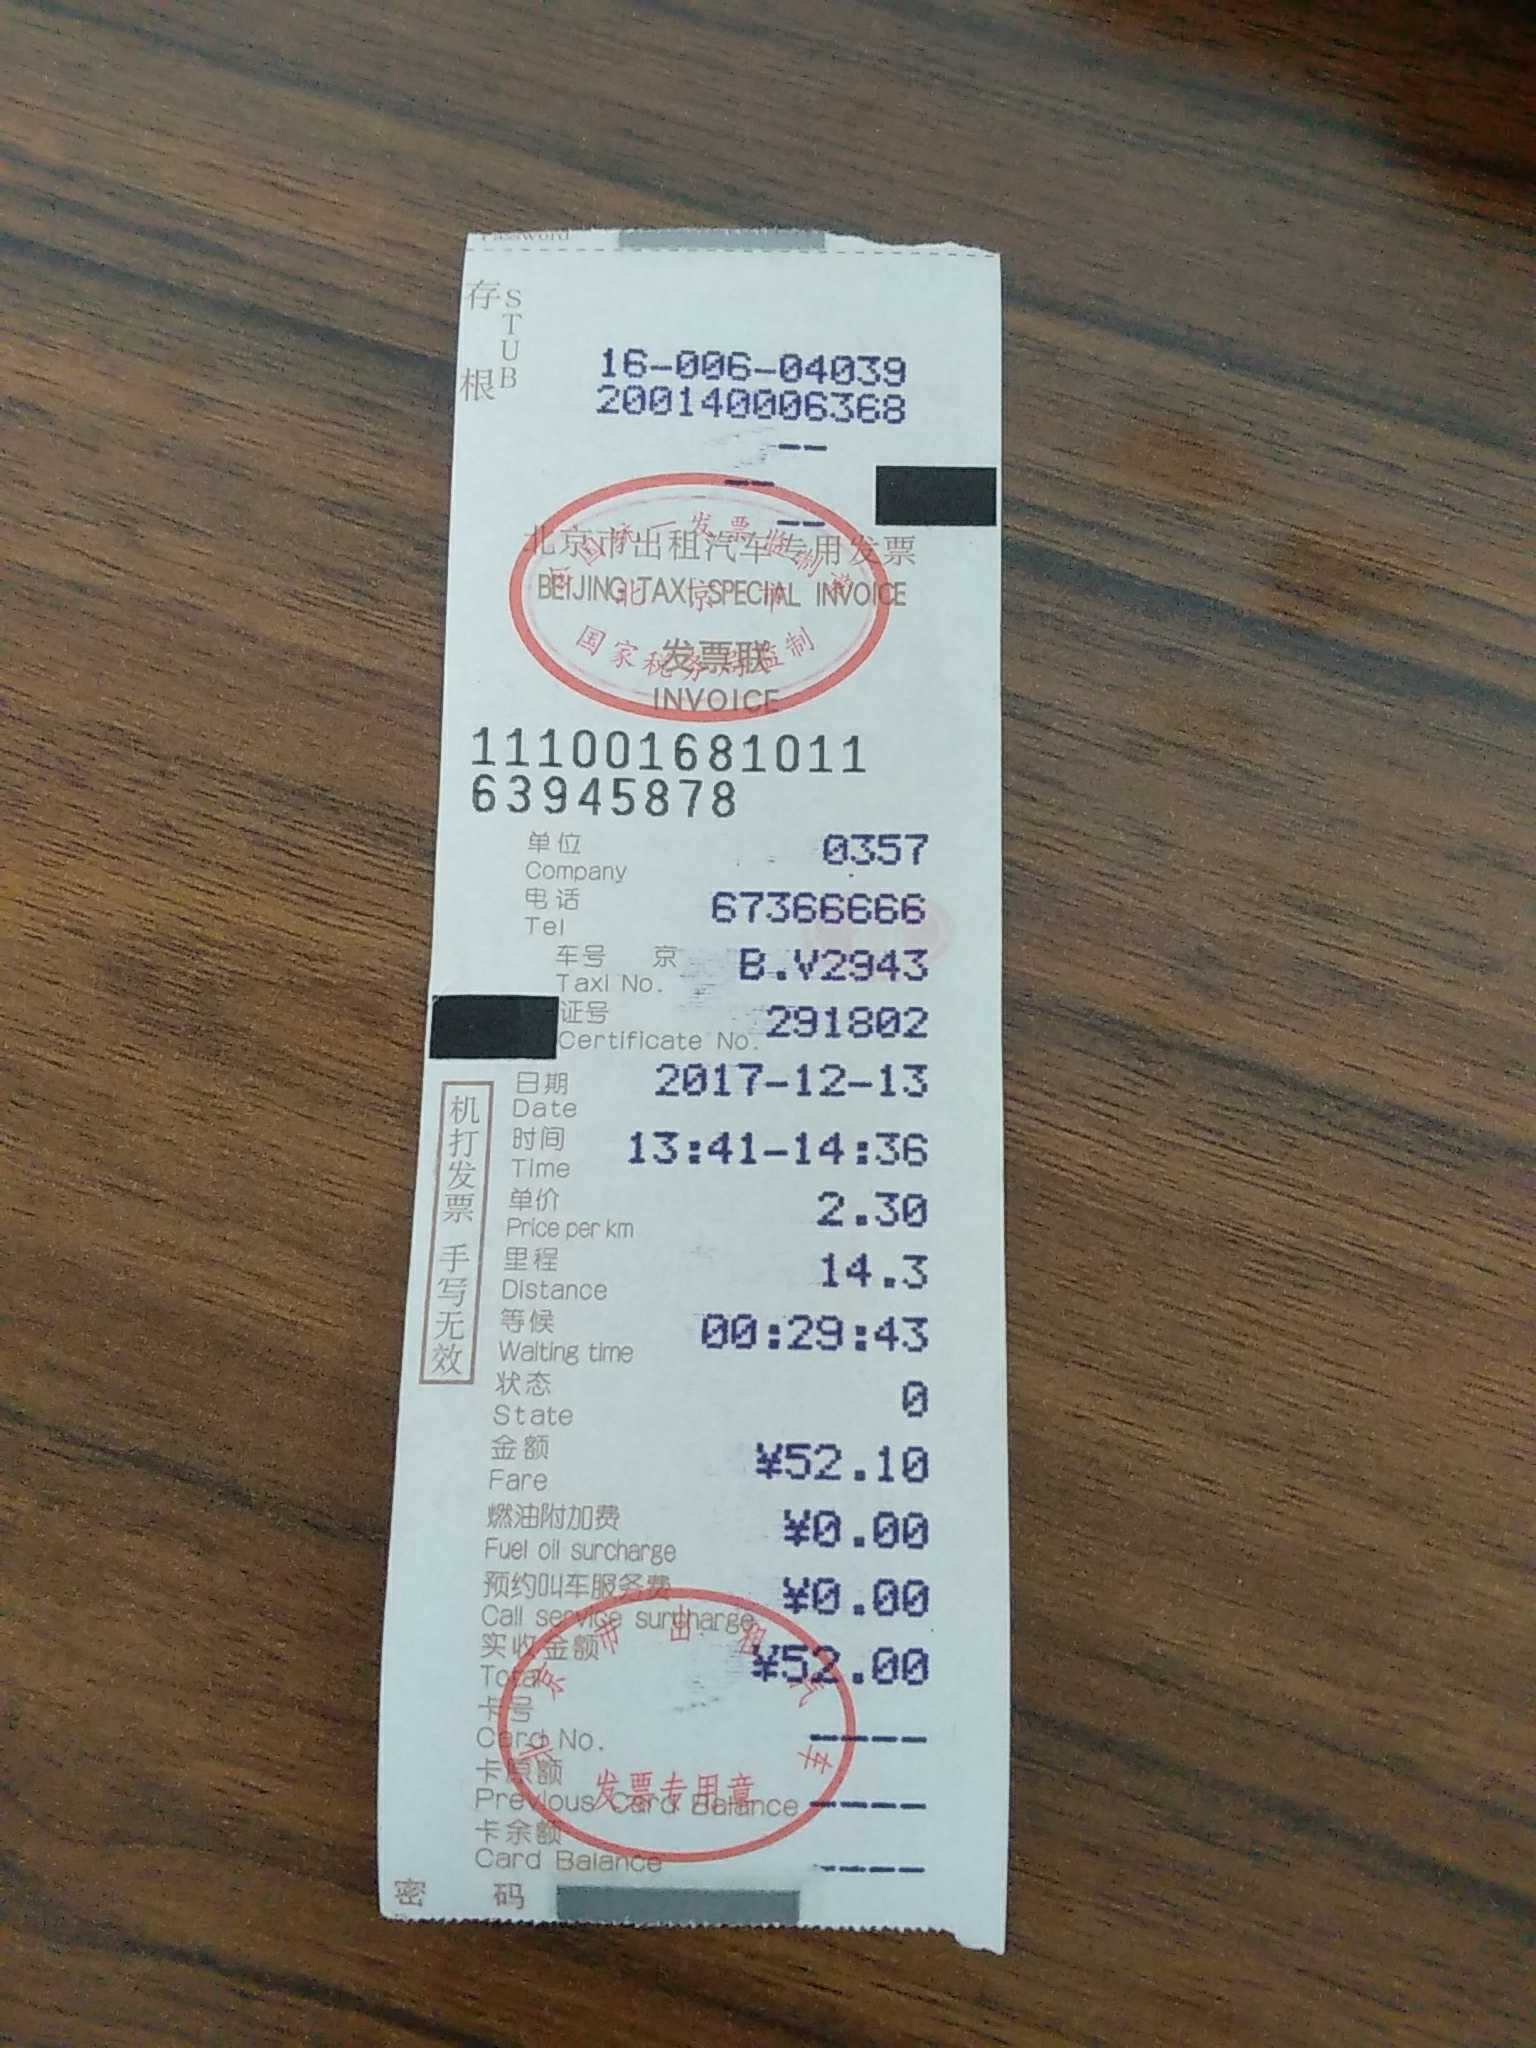 Password
存根
STUB
16-006-04039
200140006368
--
--
--
北京市出租汽车专用发票
BEIJING TAXI SPECIAL INVOICE
全国统一发票监制章
北京市
国家税务局监制
发票联
INVOICE
111001681011
63945878
单位 0357
Company
电话 67366666
Tel
车号 京 B.V2943
Taxi No.
证号 291802
Certificate No.
日期 2017-12-13
Date
时间 13:41-14:36
Time
单价 2.30
Price per km
里程 14.3
Distance
等候 00:29:43
Waiting time
状态 0
State
金额 ¥52.10
Fare
燃油附加费 ¥0.00
Fuel oil surcharge
预约叫车服务费 ¥0.00
Call service surcharge
实收金额 ¥52.00
Total
卡号
Card No. ----
卡原额
Previous Card Balance ----
卡余额
Card Balance ----
北京市出租汽车
发票专用章
密码
机打发票 手写无效